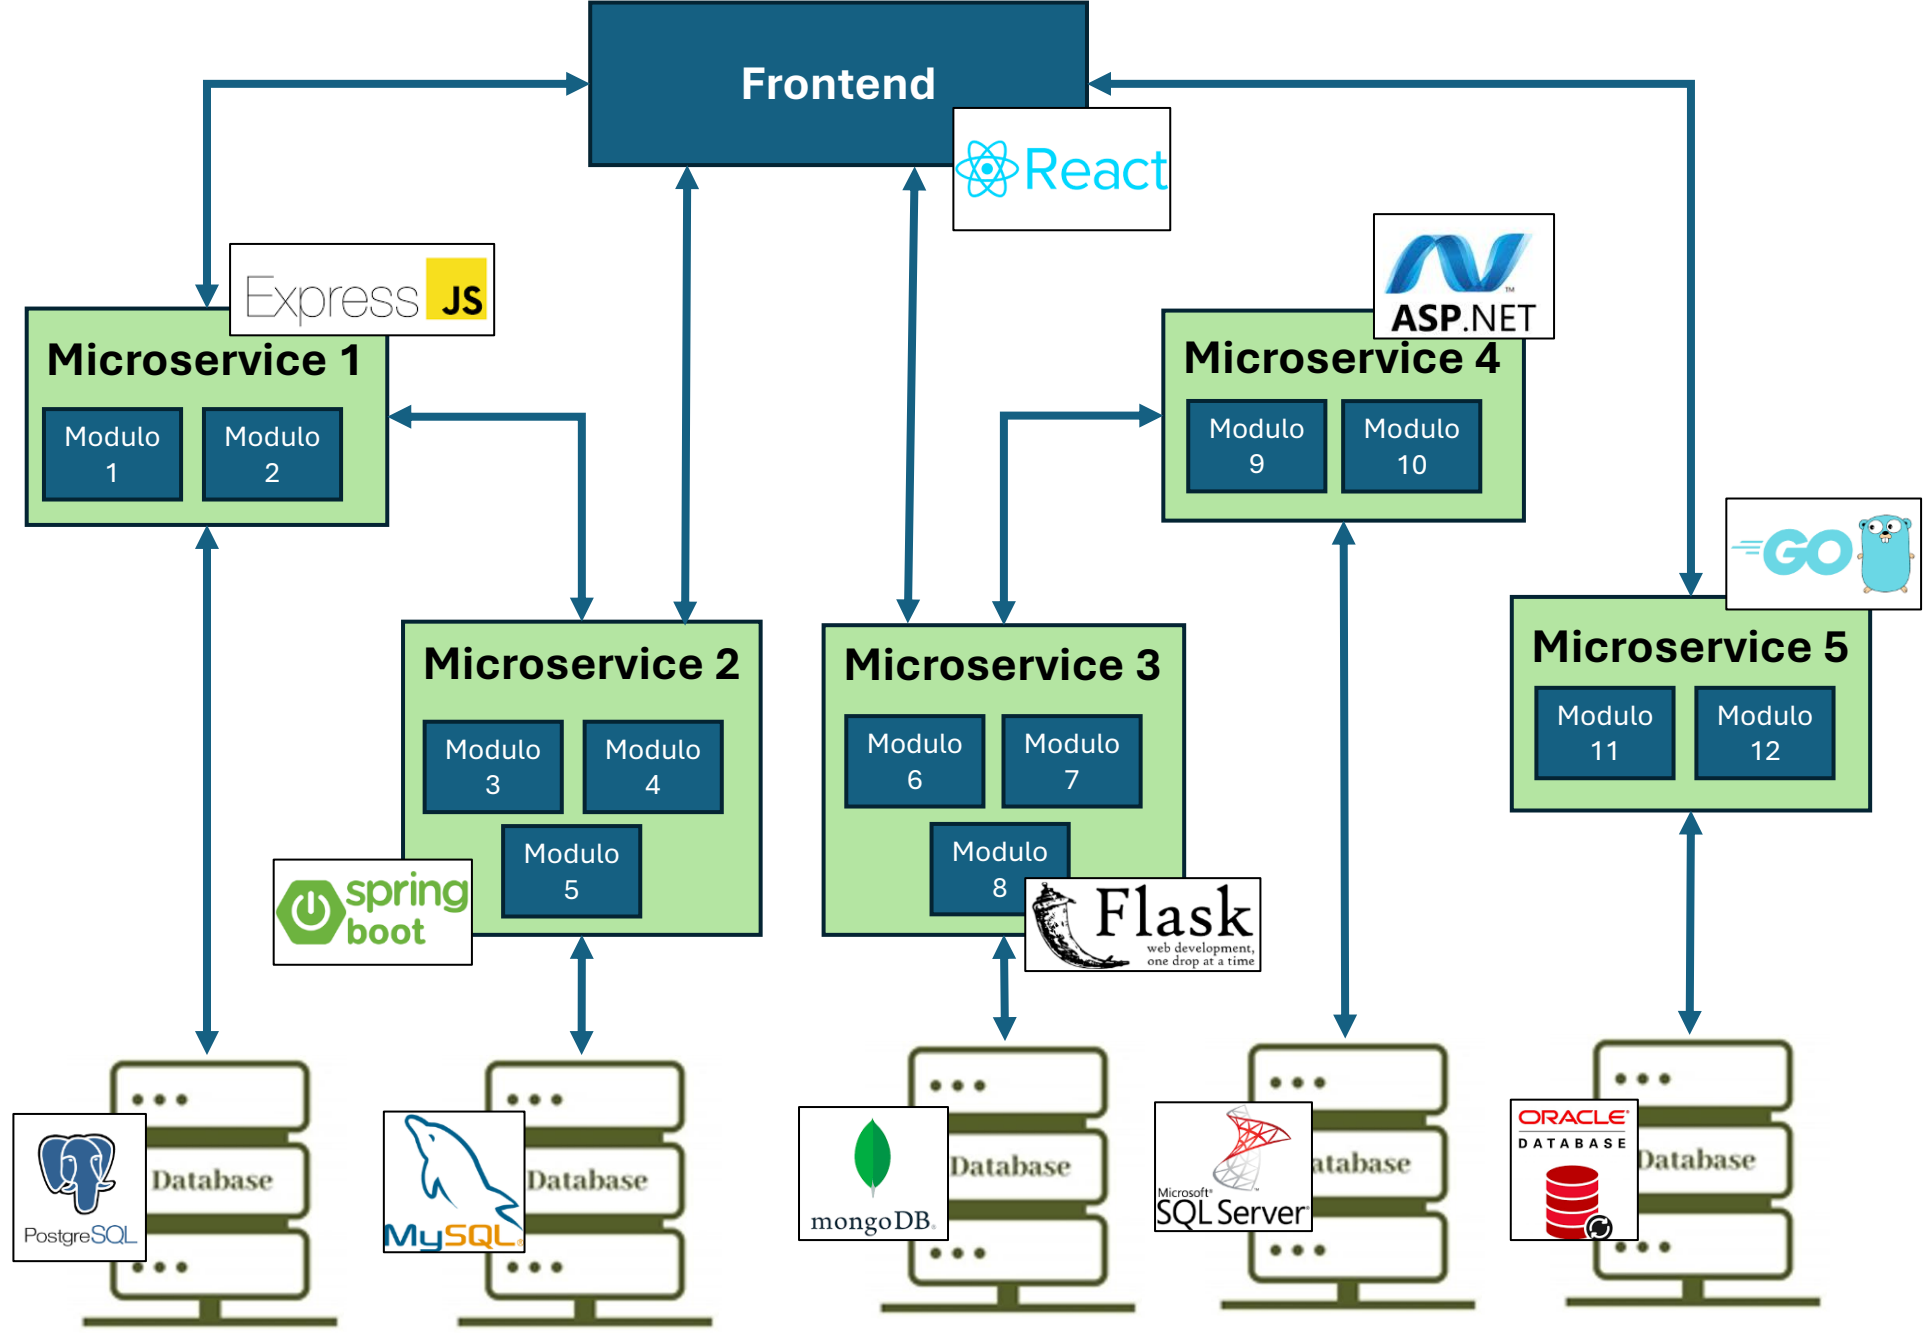 Frontend
React
Express JS
Microservice 1
Modulo
1
Modulo
2
ASP.NET
Microservice 4
Modulo
9
Modulo
10
GO
Microservice 2
Modulo
3
Modulo
4
Modulo
5
spring
boot
Microservice 3
Modulo
6
Modulo
7
Modulo
8
Flask
web development,
one drop at a time
Microservice 5
Modulo
11
Modulo
12
PostgreSQL
Database
MySQL
Database
mongoDB
Database
Microsoft
SQL Server
atabase
ORACLE
DATABASE
Database